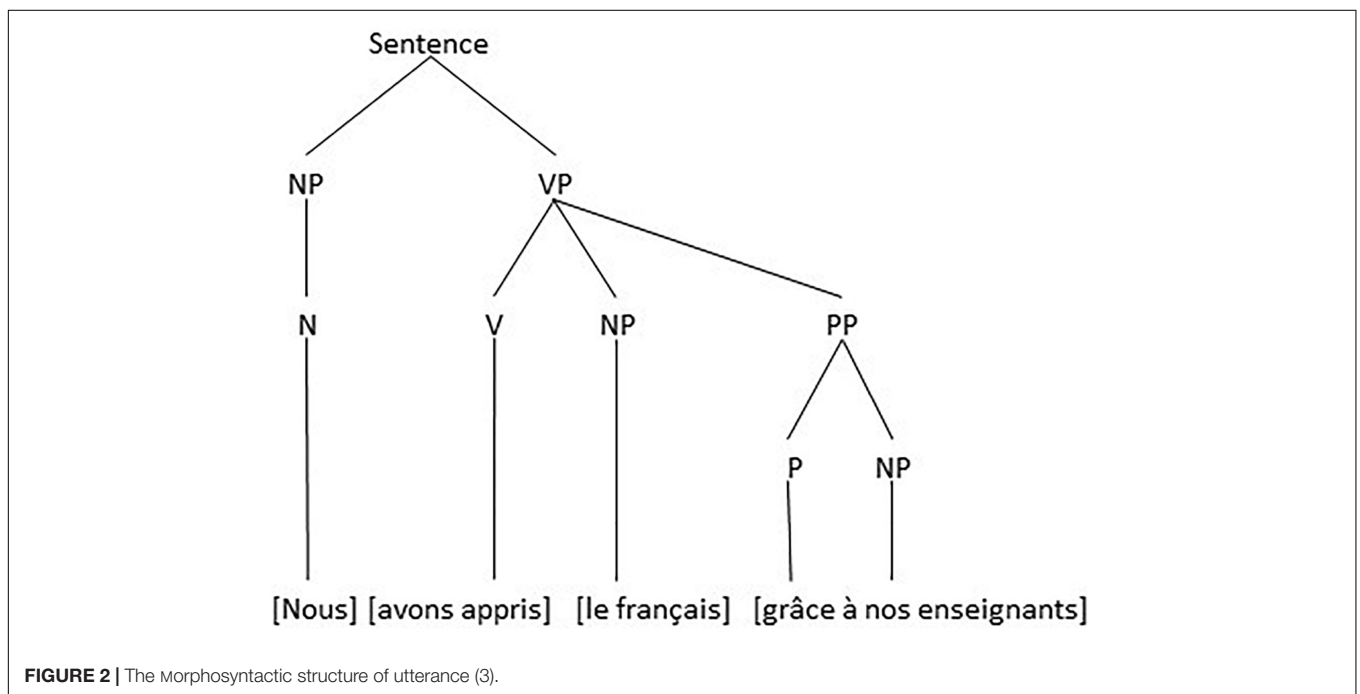 Sentence
NP VP
N V NP PP
P NP
[Nous] [avons appris] [le français] [grâce à nos enseignants]
FIGURE 2 | The Morphosyntactic structure of utterance (3).